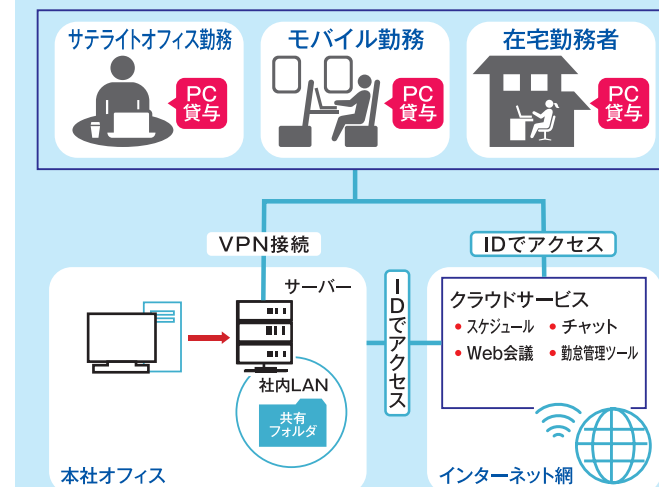 サテライトオフィス勤務
PC
貸与
モバイル勤務
PC
貸与
在宅勤務者
PC
貸与
VPN接続
IDでアクセス
サーバー
社内LAN
共有
フォルダ
本社オフィス
IDでアクセス
クラウドサービス
• スケジュール • チャット
• Web会議 • 勤怠管理ツール
インターネット網